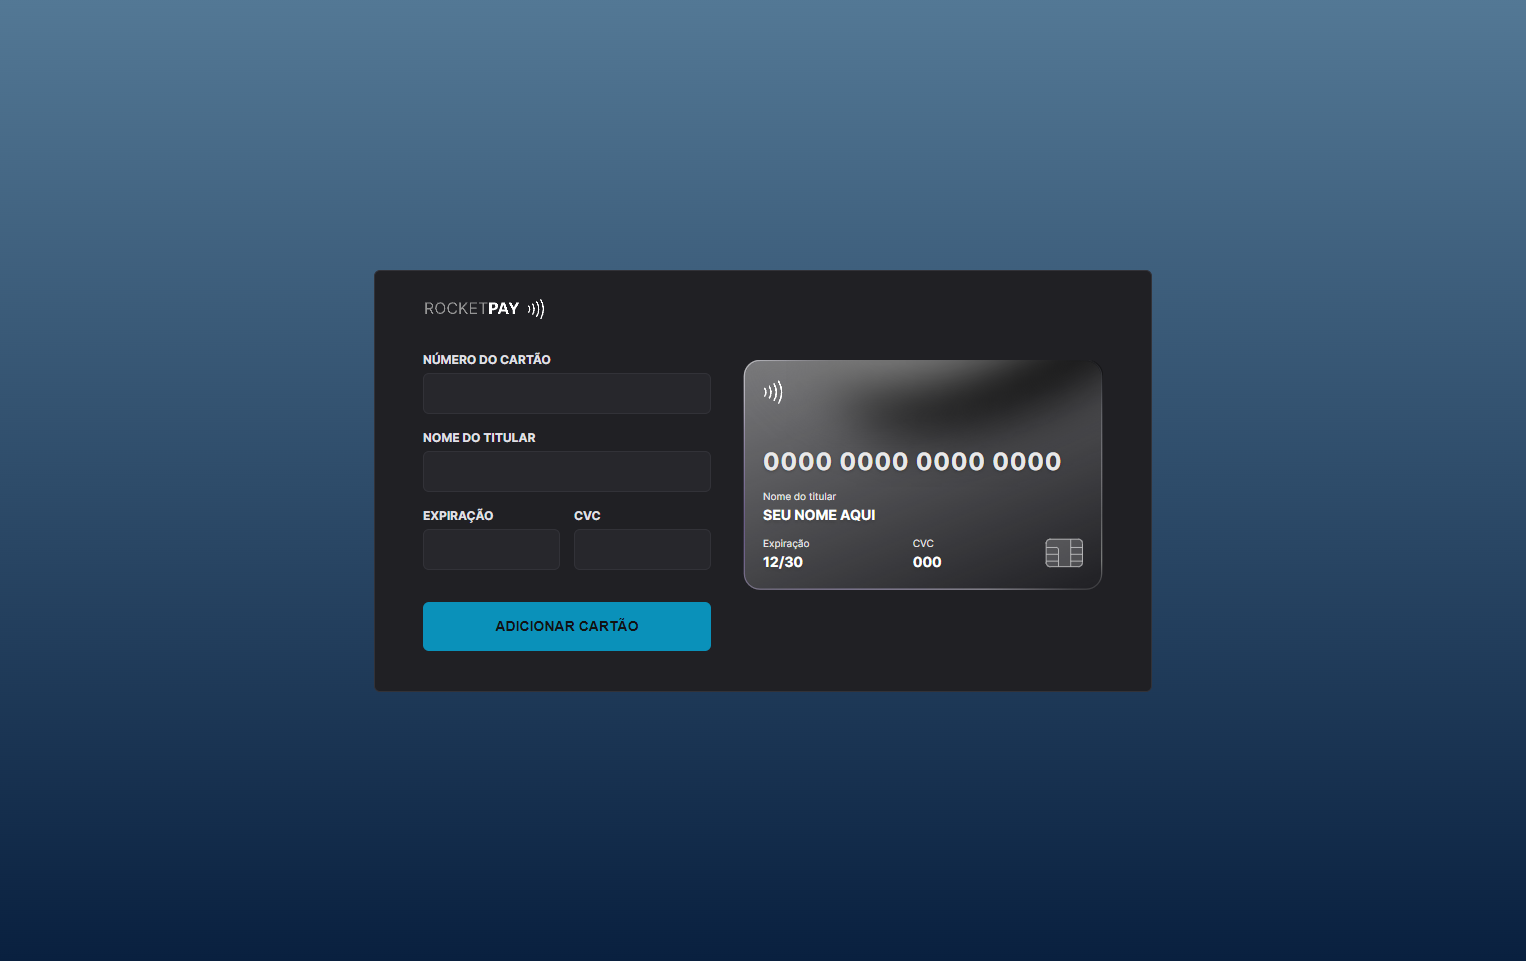 ROCKETPAY
NÚMERO DO CARTÃO
NOME DO TITULAR
EXPIRAÇÃO CVC
ADICIONAR CARTÃO
0000 0000 0000 0000
Nome do titular
SEU NOME AQUI
Expiração CVC
12/30 000